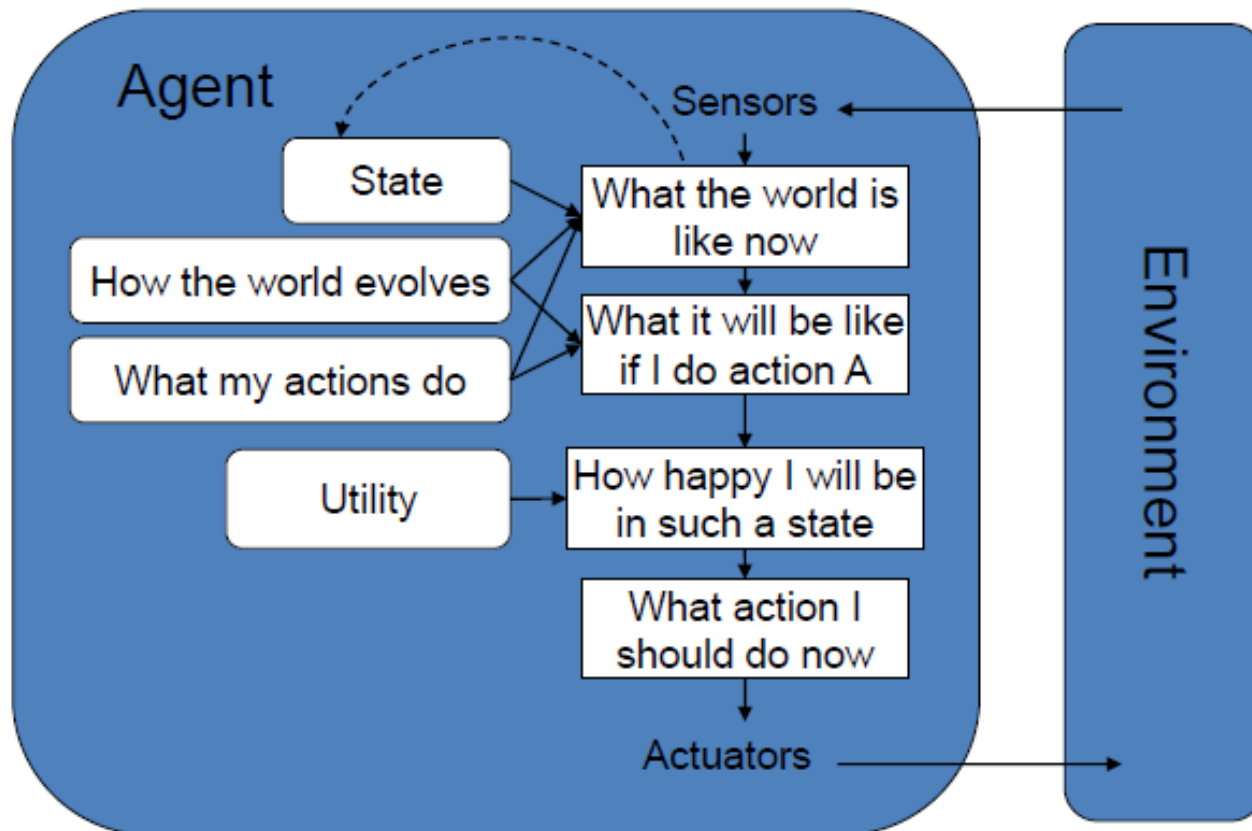 Agent
Sensors
State
What the world is
like now
How the world evolves
What it will be like
if I do action A
What my actions do
Utility
How happy I will be
in such a state
What action I
should do now
Actuators
Environment